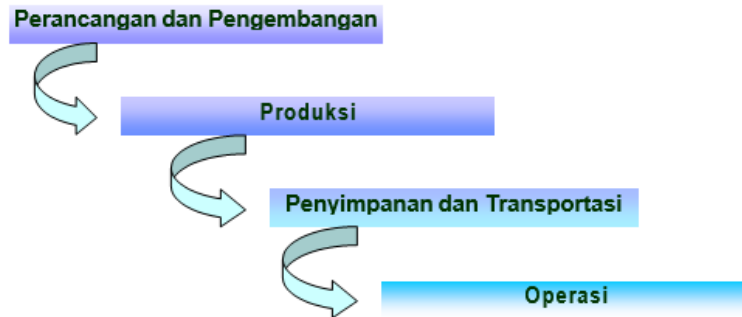 Perancangan dan Pengembangan
Produksi
Penyimpanan dan Transportasi
Operasi